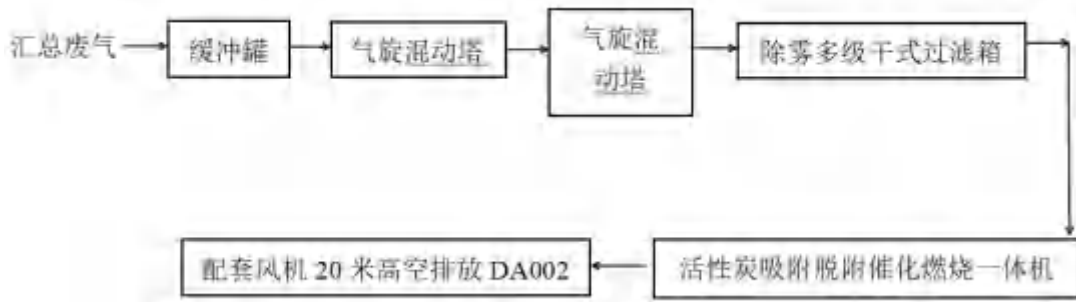 汇总废气
缓冲罐
气旋混动塔
气旋混
动塔
除雾多级干式过滤箱
配套风机 20 米高空排放 DA002
活性炭吸附脱附催化燃烧一体机